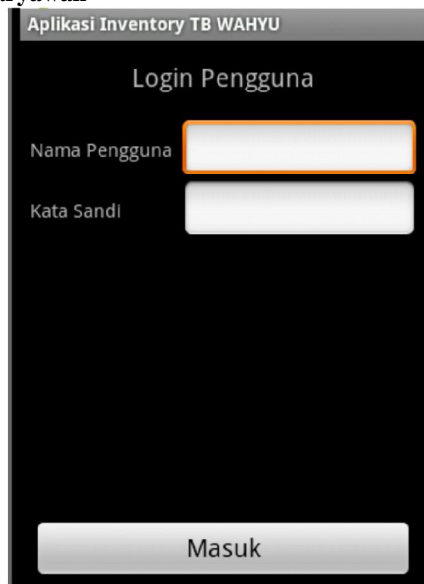 Aplikasi Inventory TB WAHYU
Login Pengguna
Nama Pengguna
Kata Sandi
Masuk